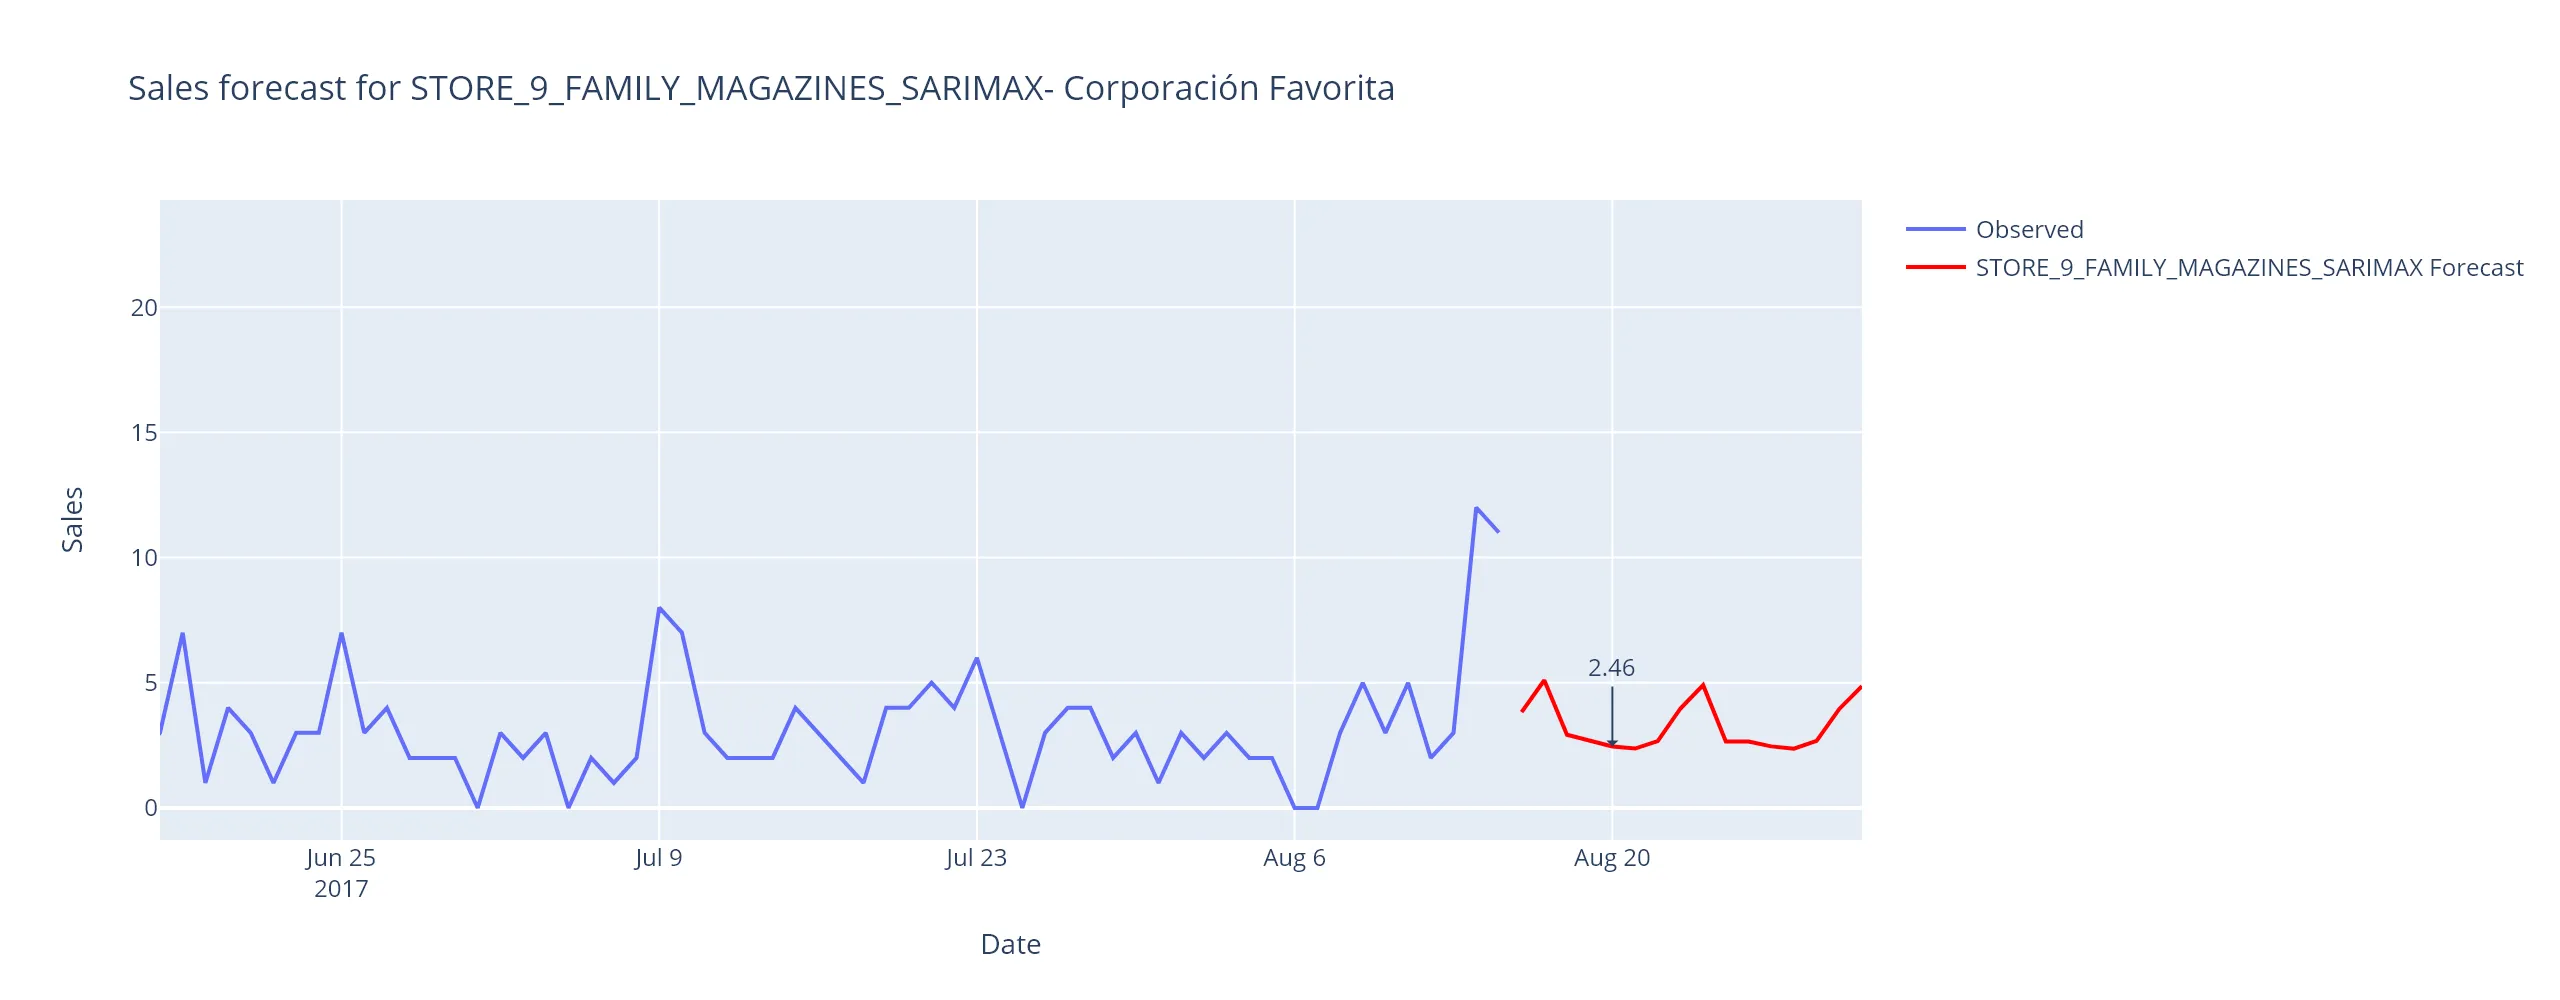 Sales forecast for STORE_9_FAMILY_MAGAZINES_SARIMAX- Corporación Favorita
Observed
STORE_9_FAMILY_MAGAZINES_SARIMAX Forecast
20
15
10
5
0
Sales
2.46
Jun 25
2017
Jul 9
Jul 23
Aug 6
Aug 20
Date